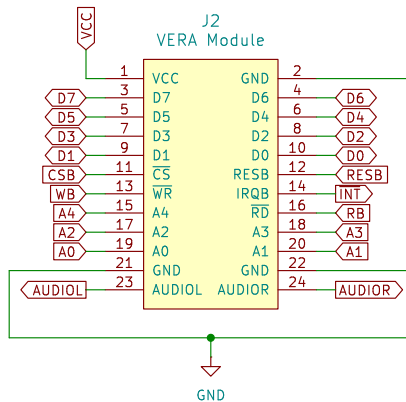 VCC
J2
VERA Module
1 VCC GND 2
D7 3 D7 D6 4 D6
D5 5 D5 D4 6 D4
D3 7 D3 D2 8 D2
D1 9 D1 D0 10 D0
CSB 11 CS RESB 12 RESB
WB 13 WR IRQB 14 INT
A4 15 A4 RD 16 RB
A2 17 A2 A3 18 A3
A0 19 A0 A1 20 A1
21 GND GND 22
AUDIOL 23 AUDIOL AUDIOR 24 AUDIOR
GND